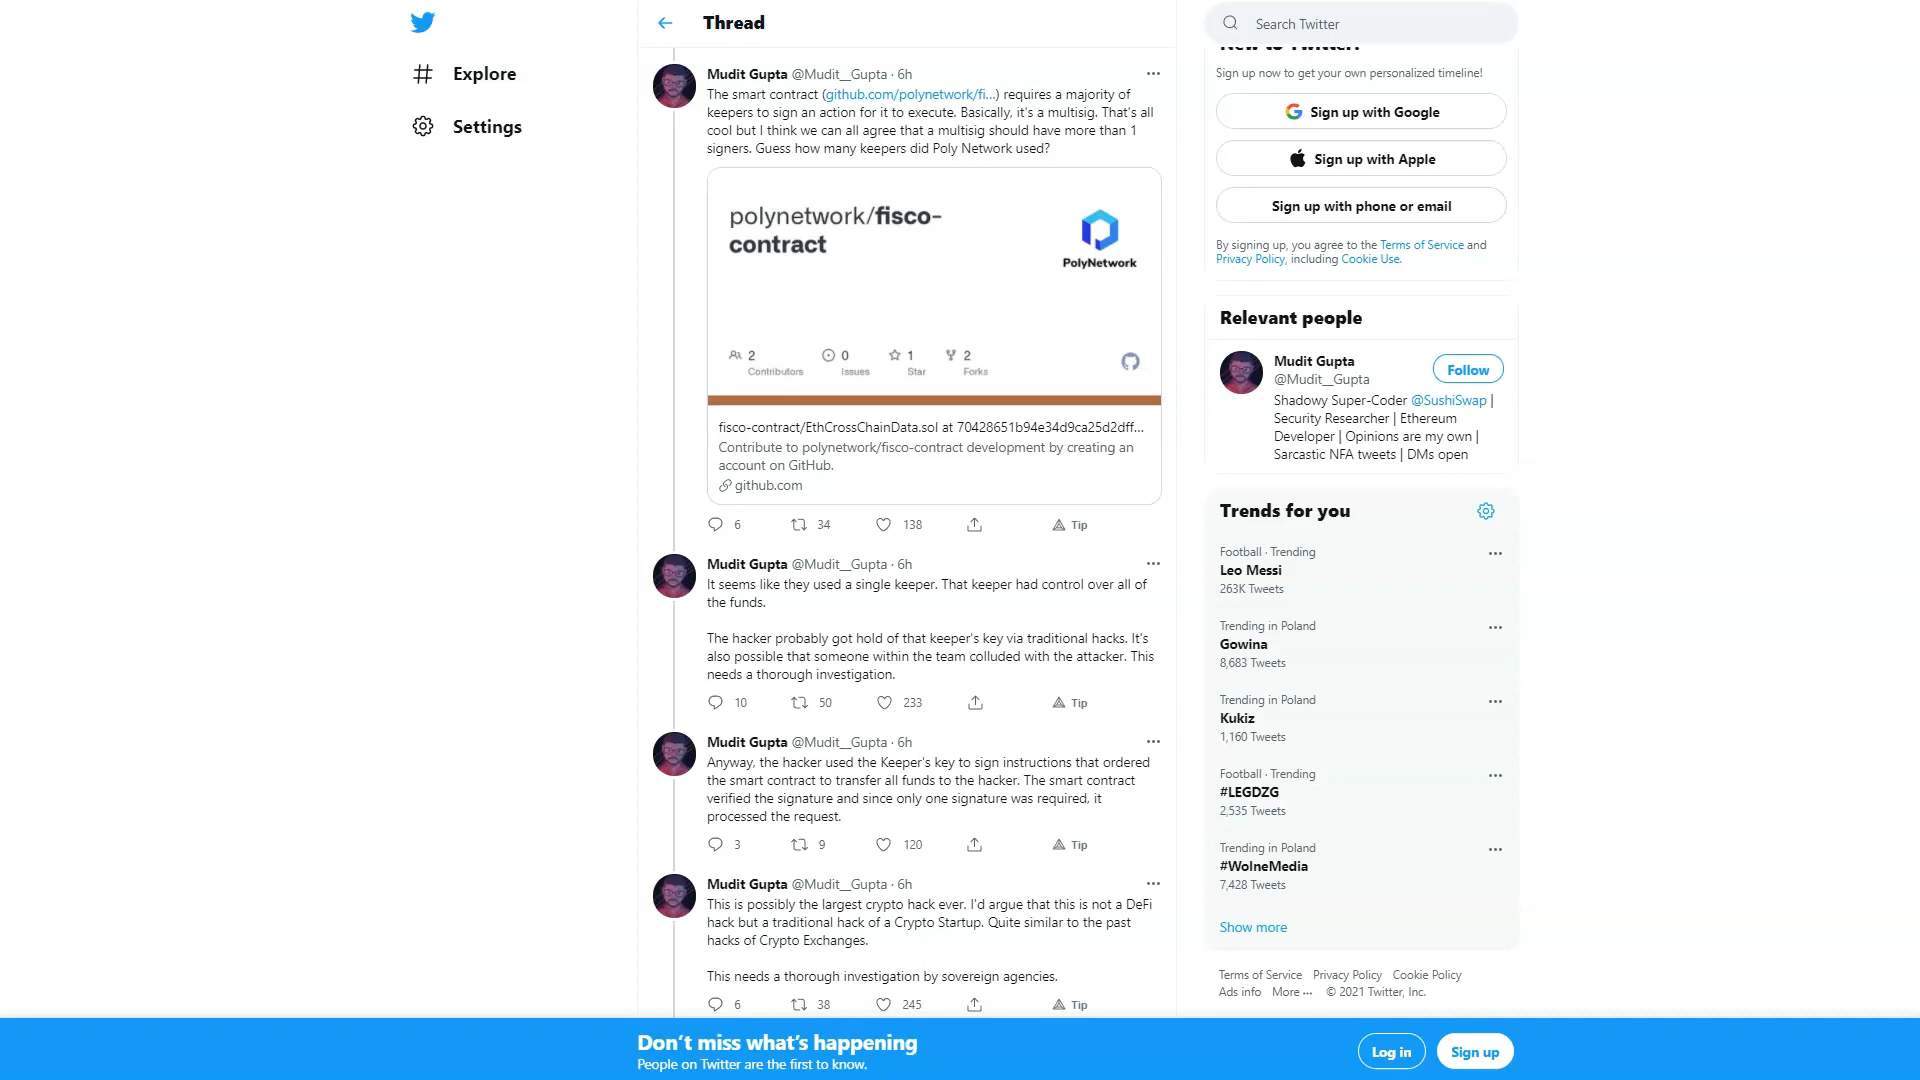 Explore
Settings
Thread
Mudit Gupta @Mudit__Gupta · 6h
The smart contract (github.com/polynetwork/fi...) requires a majority of
keepers to sign an action for it to execute. Basically, it's a multisig. That's all
cool but I think we can all agree that a multisig should have more than 1
signers. Guess how many keepers did Poly Network used?
polynetwork/fisco-
contract
PolyNetwork
2
Contributors
0
Issues
1
Star
2
Forks
fisco-contract/EthCrossChainData.sol at 70428651b94e34d9ca25d2dff...
Contribute to polynetwork/fisco-contract development by creating an
account on GitHub.
github.com
6 34 138 Tip
Mudit Gupta @Mudit__Gupta · 6h
It seems like they used a single keeper. That keeper had control over all of
the funds.
The hacker probably got hold of that keeper's key via traditional hacks. It's
also possible that someone within the team colluded with the attacker. This
needs a thorough investigation.
10 50 233 Tip
Mudit Gupta @Mudit__Gupta · 6h
Anyway, the hacker used the Keeper's key to sign instructions that ordered
the smart contract to transfer all funds to the hacker. The smart contract
verified the signature and since only one signature was required, it
processed the request.
3 9 120 Tip
Mudit Gupta @Mudit__Gupta · 6h
This is possibly the largest crypto hack ever. I'd argue that this is not a DeFi
hack but a traditional hack of a Crypto Startup. Quite similar to the past
hacks of Crypto Exchanges.
This needs a thorough investigation by sovereign agencies.
6 38 245 Tip
Search Twitter
New to Twitter?
Sign up now to get your own personalized timeline!
Sign up with Google
Sign up with Apple
Sign up with phone or email
By signing up, you agree to the Terms of Service and
Privacy Policy, including Cookie Use.
Relevant people
Mudit Gupta
@Mudit__Gupta
Follow
Shadowy Super-Coder @SushiSwap |
Security Researcher | Ethereum
Developer | Opinions are my own |
Sarcastic NFA tweets | DMs open
Trends for you
Football · Trending
Leo Messi
263K Tweets
Trending in Poland
Gowina
8,683 Tweets
Trending in Poland
Kukiz
1,160 Tweets
Football · Trending
#LEGDZG
2,535 Tweets
Trending in Poland
#WolneMedia
7,428 Tweets
Show more
Terms of Service Privacy Policy Cookie Policy
Ads info More ··· © 2021 Twitter, Inc.
Don't miss what's happening
People on Twitter are the first to know.
Log in
Sign up